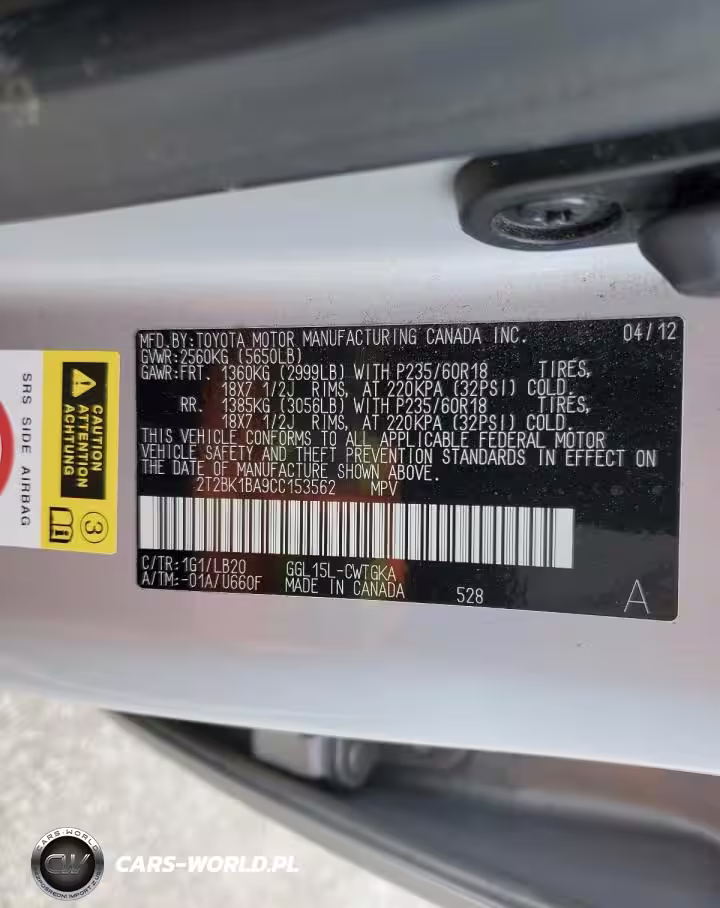 MFD.BY:TOYOTA MOTOR MANUFACTURING CANADA INC. 04/12
GVWR:2560KG (5650LB)
GAWR:FRT. 1360KG (2999LB) WITH P235/60R18 TIRES,
18X7 1/2J RIMS, AT 220KPA (32PSI) COLD.
RR. 1385KG (3056LB) WITH P235/60R18 TIRES,
18X7 1/2J RIMS, AT 220KPA (32PSI) COLD.
THIS VEHICLE CONFORMS TO ALL APPLICABLE FEDERAL MOTOR
VEHICLE SAFETY AND THEFT PREVENTION STANDARDS IN EFFECT ON
THE DATE OF MANUFACTURE SHOWN ABOVE.
2T2BK1BA9CC153562 MPV
C/TR:1G1/LB20 GGL15L-CWTGKA
A/TM:-01A/U660F MADE IN CANADA 528 A
SRS SIDE AIRBAG
CAUTION
ATTENTION
ACHTUNG
3
CARS-WORLD
CW
CARS-WORLD.PL